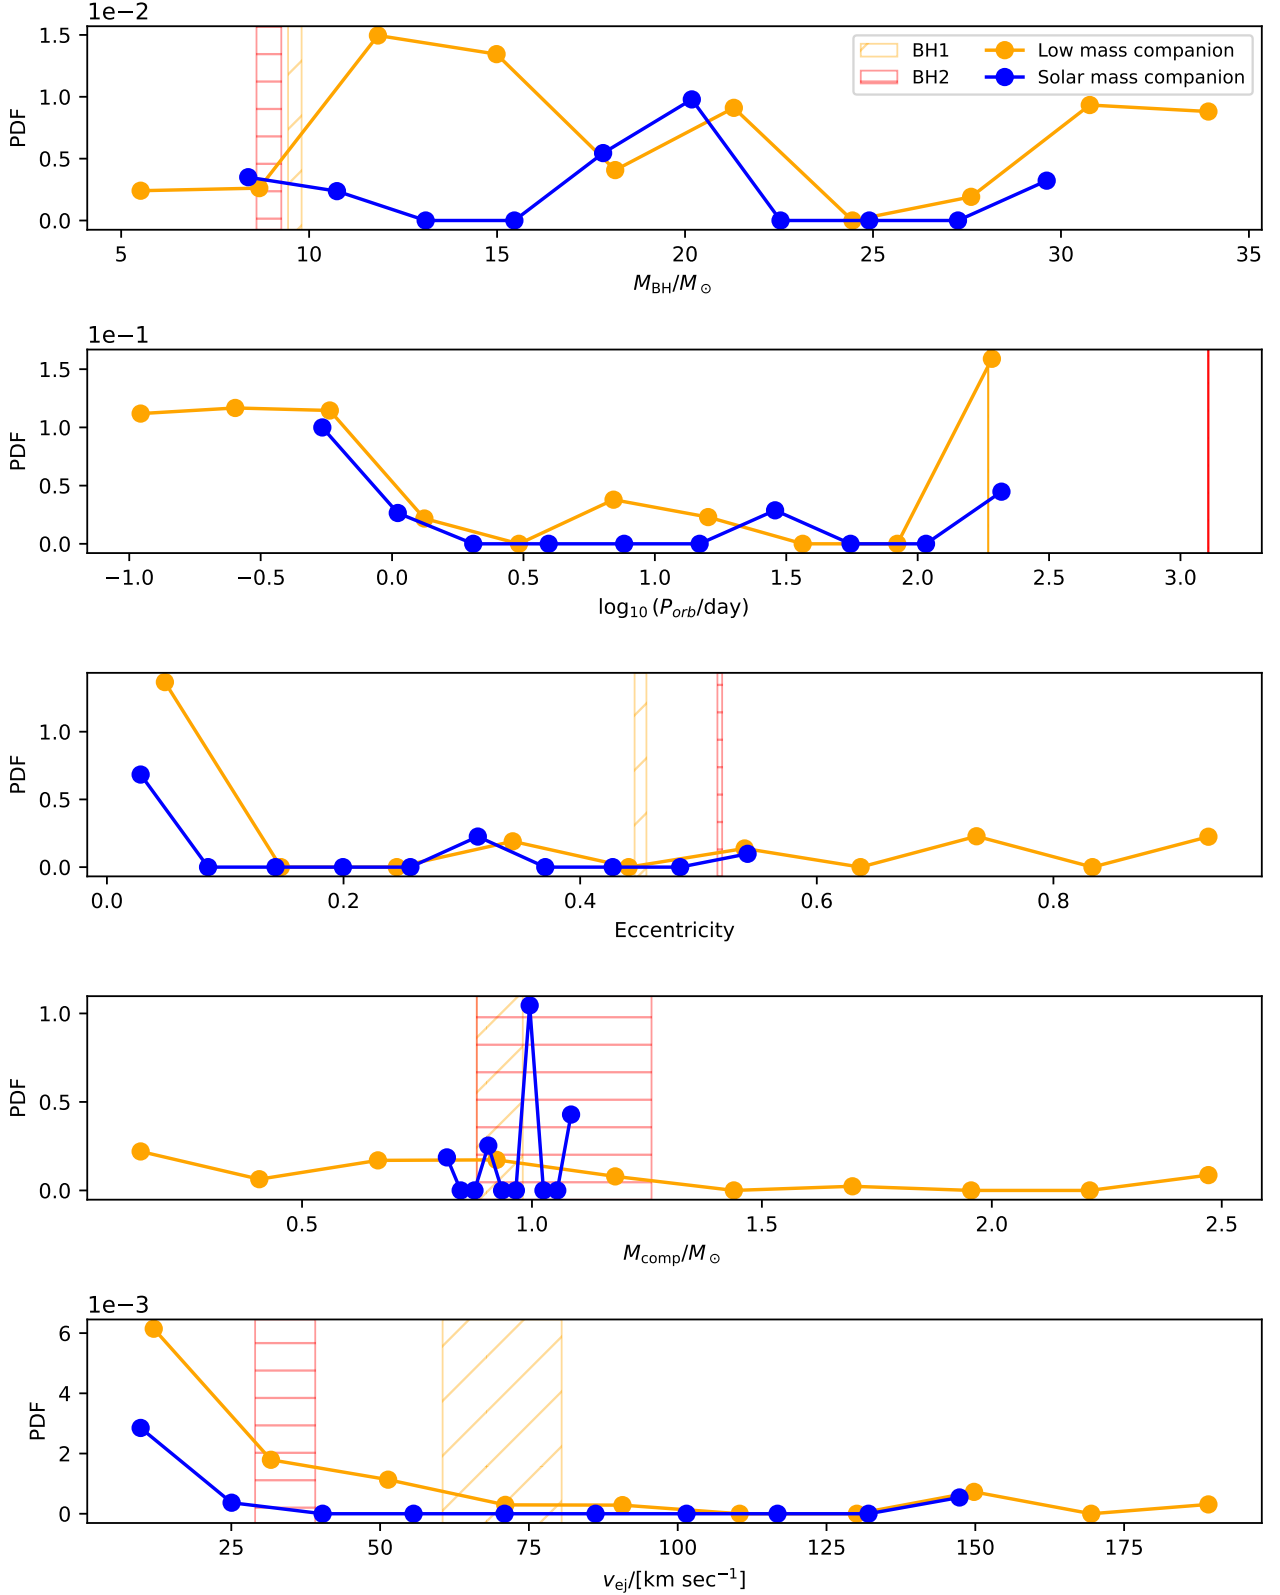 1e−2
PDF
1.5
1.0
0.5
0.0
BH1
BH2
Low mass companion
Solar mass companion
5 10 15 20 25 30 35
M_BH/M_⊙
1e−1
PDF
1.5
1.0
0.5
0.0
−1.0 −0.5 0.0 0.5 1.0 1.5 2.0 2.5 3.0
log₁₀ (P_orb/day)
PDF
1.0
0.5
0.0
0.0 0.2 0.4 0.6 0.8
Eccentricity
PDF
1.0
0.5
0.0
0.5 1.0 1.5 2.0 2.5
M_comp/M_⊙
1e−3
PDF
6
4
2
0
25 50 75 100 125 150 175
v_ej/[km sec⁻¹]